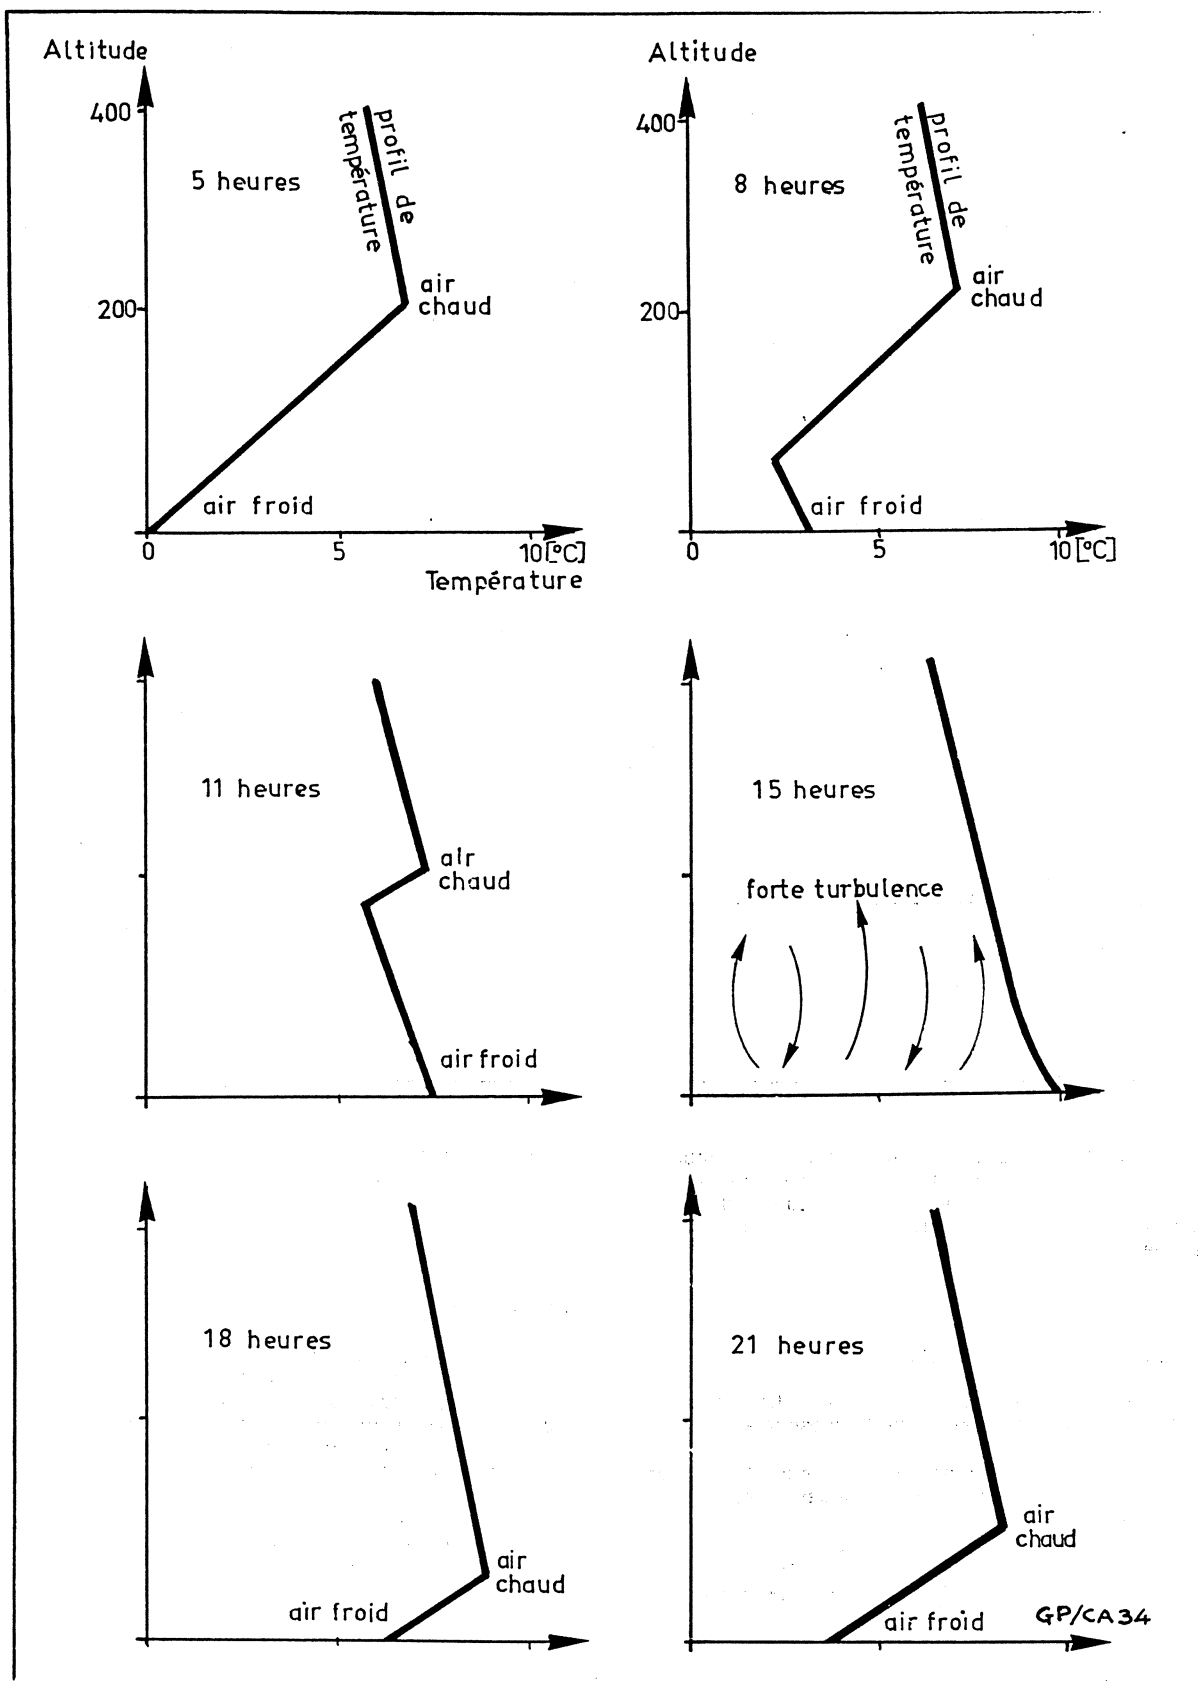 Altitude
400
5 heures
profil de
température
air
chaud
200
air froid
0
5
10[°C]
Température
Altitude
400
8 heures
profil de
température
air
chaud
200
air froid
0
5
10[°C]
11 heures
air
chaud
air froid
15 heures
forte turbulence
18 heures
air
chaud
air froid
21 heures
air
chaud
air froid
GP/CA34